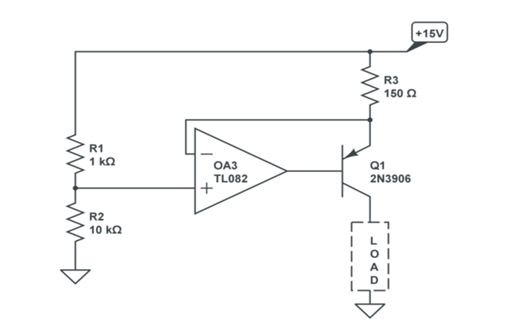 +15V
R3
150 Ω
R1
1 kΩ
−
OA3
TL082
+
Q1
2N3906
R2
10 kΩ
L
O
A
D